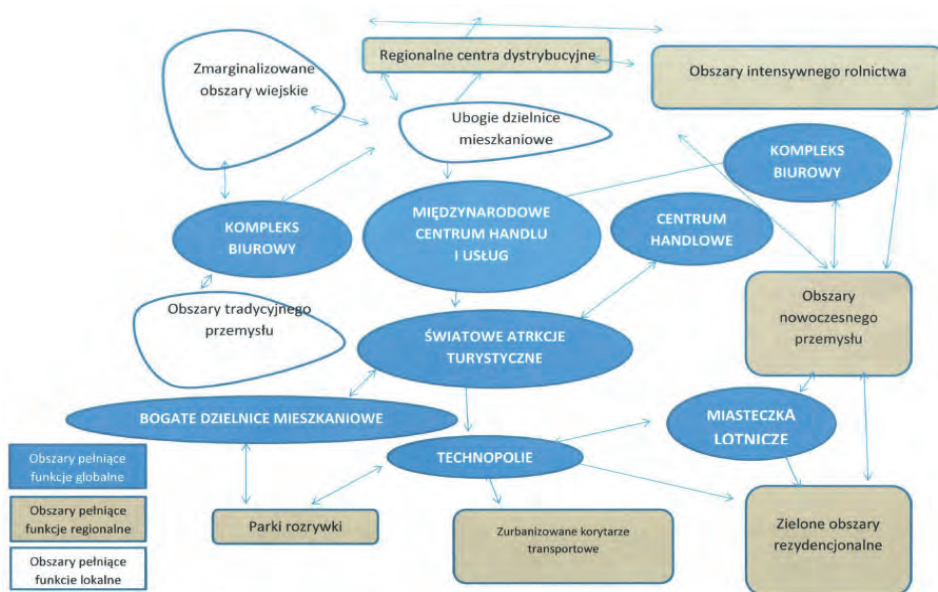 Zmarginalizowane
obszary wiejskie
Regionalne centra dystrybucyjne
Obszary intensywnego rolnictwa
Ubogie dzielnice
mieszkaniowe
KOMPLEKS
BIUROWY
KOMPLEKS
BIUROWY
MIĘDZYNARODOWE
CENTRUM HANDLU
I USŁUG
CENTRUM
HANDLOWE
Obszary tradycyjnego
przemysłu
ŚWIATOWE ATRKCJE
TURYSTYCZNE
Obszary
nowoczesnego
przemysłu
BOGATE DZIELNICE MIESZKANIOWE
MIASTECZKA
LOTNICZE
TECHNOPOLIE
Obszary pełniące
funkcje globalne
Obszary pełniące
funkcje regionalne
Obszary pełniące
funkcie lokalne
Parki rozrywki
Zurbanizowane korytarze
transportowe
Zielone obszary
rezydencjonalne